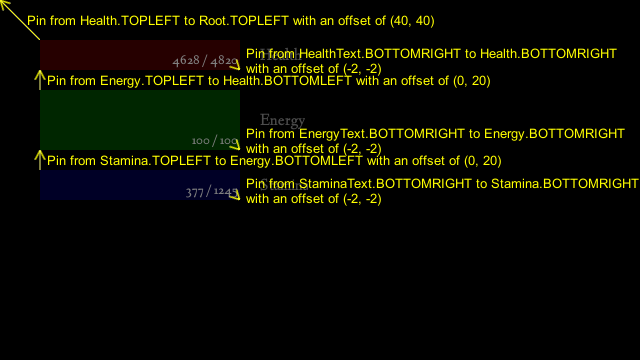 Pin from Health.TOPLEFT to Root.TOPLEFT with an offset of (40, 40)
4628 / 4820
Health
Pin from HealthText.BOTTOMRIGHT to Health.BOTTOMRIGHT
with an offset of (-2, -2)
Pin from Energy.TOPLEFT to Health.BOTTOMLEFT with an offset of (0, 20)
Energy
100 / 100
Pin from EnergyText.BOTTOMRIGHT to Energy.BOTTOMRIGHT
with an offset of (-2, -2)
Pin from Stamina.TOPLEFT to Energy.BOTTOMLEFT with an offset of (0, 20)
377 / 1245
Stamina
Pin from StaminaText.BOTTOMRIGHT to Stamina.BOTTOMRIGHT
with an offset of (-2, -2)